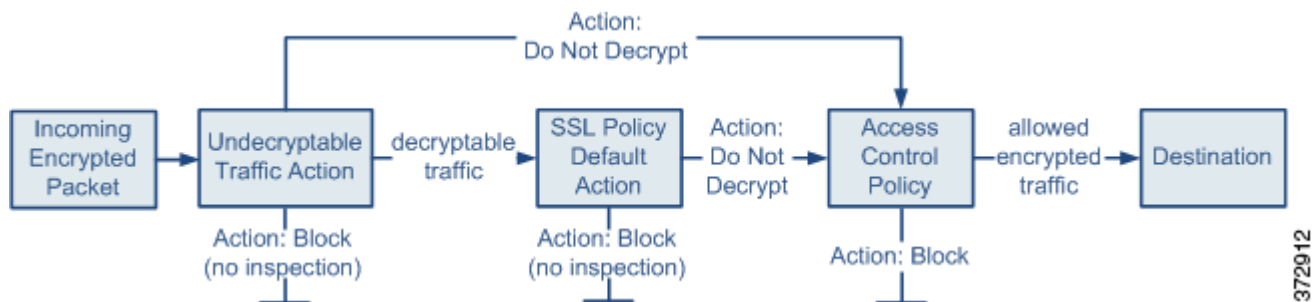 Action:
Do Not Decrypt
Incoming
Encrypted
Packet
Undecryptable
Traffic Action
decryptable
traffic
SSL Policy
Default
Action
Action:
Do Not
Decrypt
Access
Control
Policy
allowed
encrypted
traffic
Destination
Action: Block
(no inspection)
Action: Block
(no inspection)
Action: Block
372912